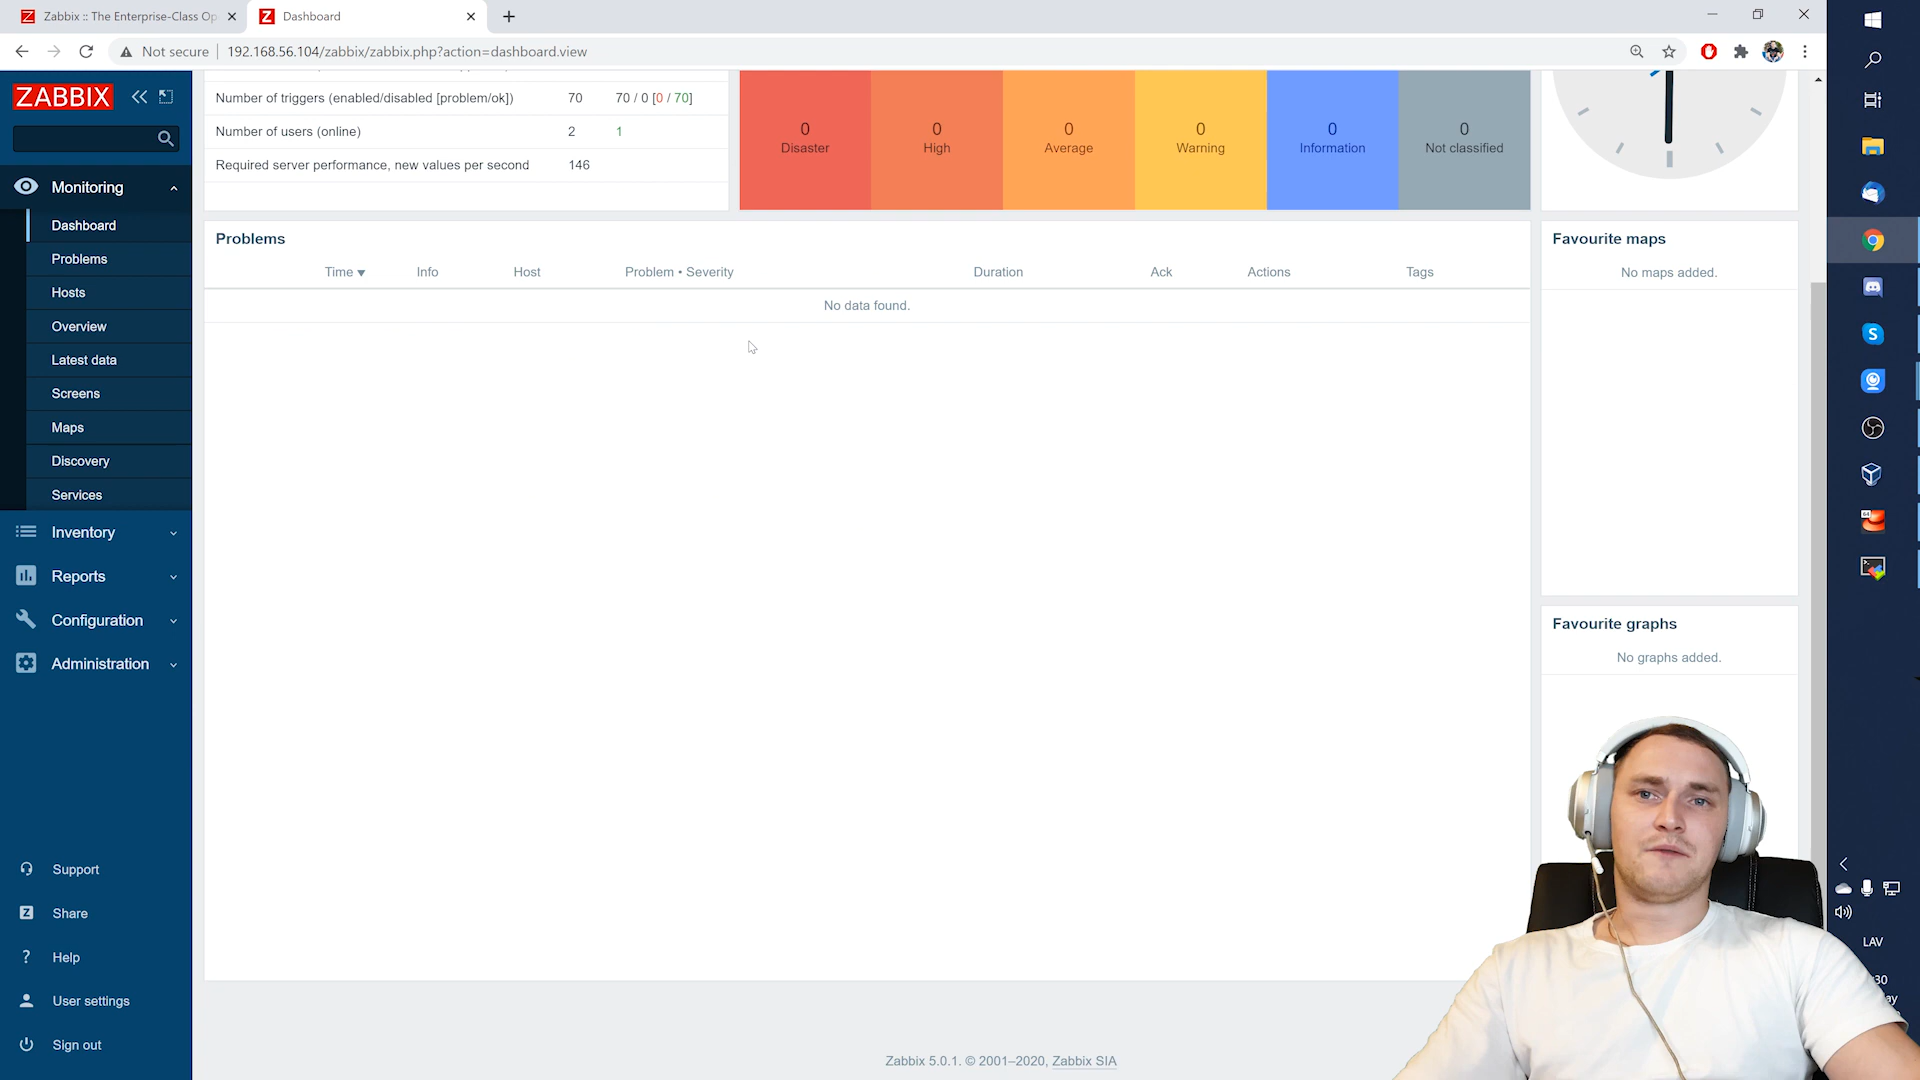 Zabbix :: The Enterprise-Class Op
Dashboard
Not secure
192.168.56.104/zabbix/zabbix.php?action=dashboard.view
ZABBIX
Monitoring
Dashboard
Problems
Hosts
Overview
Latest data
Screens
Maps
Discovery
Services
Inventory
Reports
Configuration
Administration
Support
Share
Help
User settings
Sign out
Number of triggers (enabled/disabled [problem/ok]) 70 70 / 0 [0 / 70]
Number of users (online) 2 1
Required server performance, new values per second 146
0 Disaster
0 High
0 Average
0 Warning
0 Information
0 Not classified
Problems
Time ▼ Info Host Problem • Severity Duration Ack Actions Tags
No data found.
Favourite maps
No maps added.
Favourite graphs
No graphs added.
Zabbix 5.0.1. © 2001–2020, Zabbix SIA
64
LAV
30